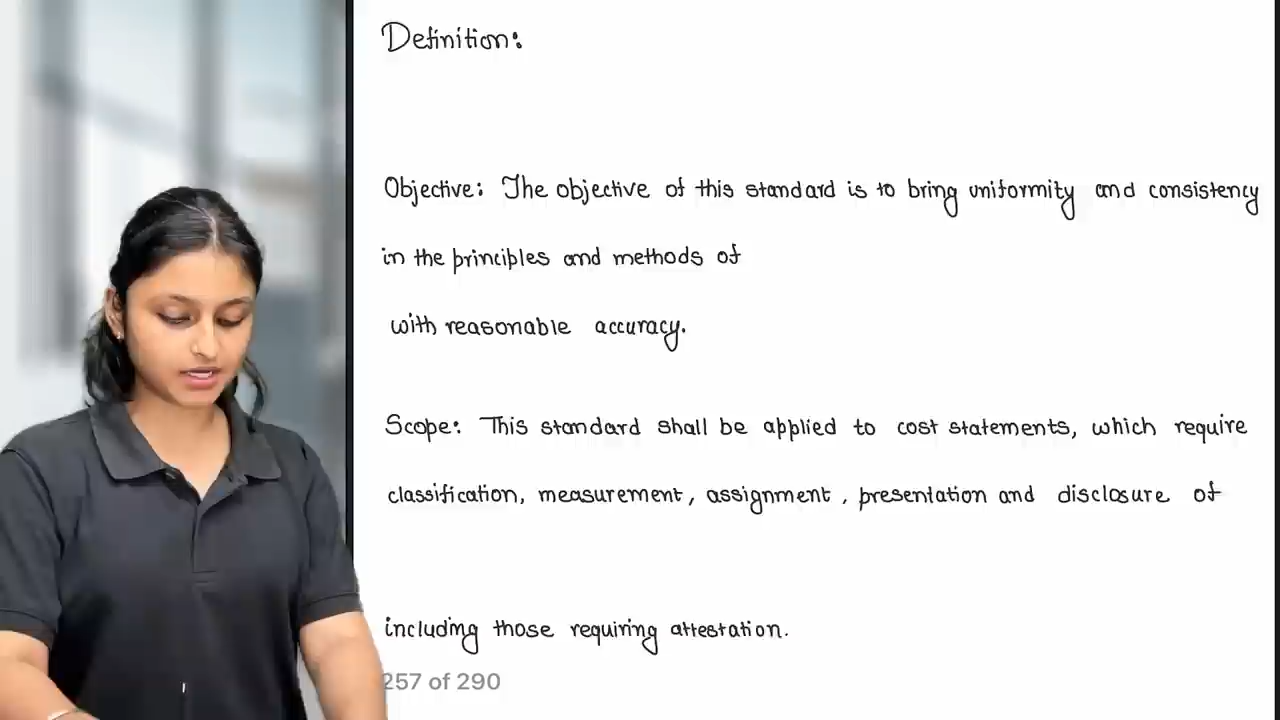 Definition:
Objective: The objective of this standard is to bring uniformity and consistency
in the principles and methods of
with reasonable accuracy.
Scope: This standard shall be applied to cost statements, which require
classification, measurement, assignment, presentation and disclosure of
including those requiring attestation.
257 of 290